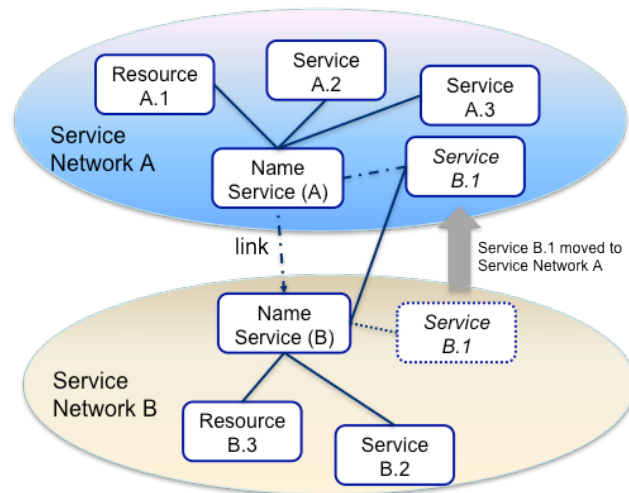 Resource
A.1
Service
A.2
Service
A.3
Service
Network A
Name
Service (A)
Service
B.1
link
Service B.1 moved to
Service Network A
Name
Service (B)
Service
B.1
Service
Network B
Resource
B.3
Service
B.2